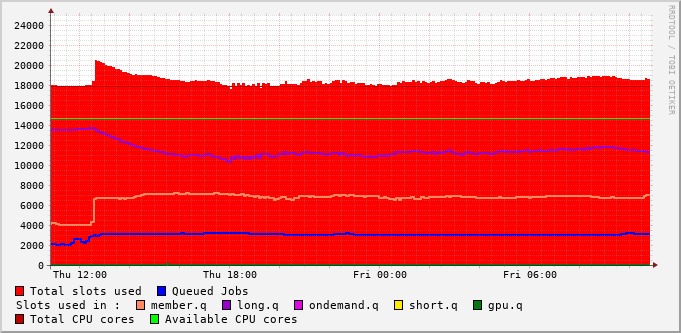 24000
22000
20000
18000
16000
14000
12000
10000
8000
6000
4000
2000
0
Thu 12:00 Thu 18:00 Fri 00:00 Fri 06:00
Total slots used Queued Jobs
Slots used in : member.q long.q ondemand.q short.q gpu.q
Total CPU cores Available CPU cores
RRDTOOL / TOBI OETIKER